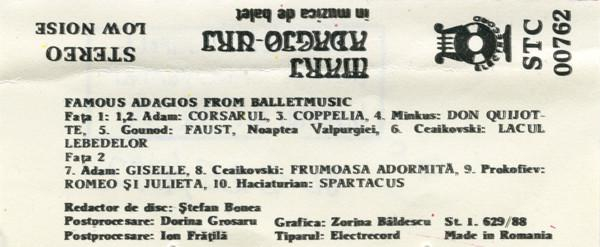 MARI
ADAGIO-URI
în muzica de balet
STEREO
LOW NOISE
ELECTRECORD
STC
00762
FAMOUS ADAGIOS FROM BALLETMUSIC
Fața 1: 1,2. Adam: CORSARUL, 3. COPPELIA, 4. Minkus: DON QUIJOT-
TE, 5. Gounod: FAUST, Noaptea Valpurgiei, 6. Ceaikovski: LACUL
LEBEDELOR
Fața 2
7. Adam: GISELLE, 8. Ceaikovski: FRUMOASA ADORMITĂ, 9. Prokofiev:
ROMEO ȘI JULIETA, 10. Haciaturian: SPARTACUS
Redactor de disc: Ștefan Bonea
Postprocesare: Dorina Grosaru Grafica: Zorina Băldescu St. 1. 629/88
Postprocesare: Ion Frățilă Tiparul: Electrecord Made in Romania